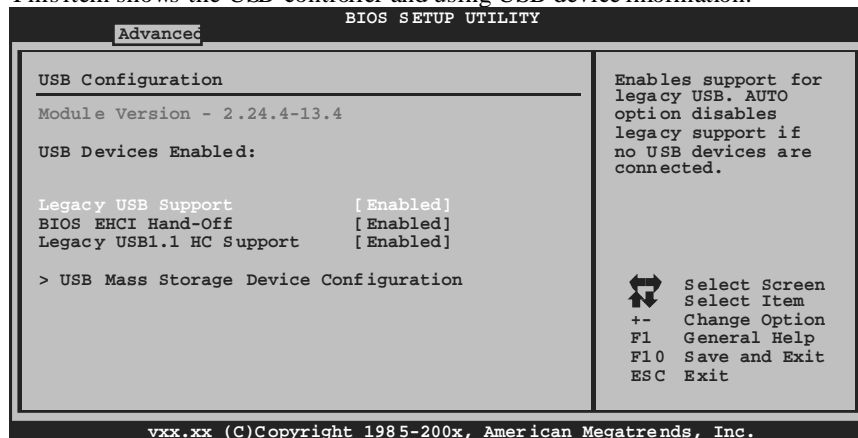 This item shows the USB controller and using USB device information.
BIOS SETUP UTILITY
Advanced
USB Configuration
Module Version - 2.24.4-13.4
USB Devices Enabled:
Legacy USB Support [Enabled]
BIOS EHCI Hand-Off [Enabled]
Legacy USB1.1 HC Support [Enabled]
> USB Mass Storage Device Configuration
Enables support for
legacy USB. AUTO
option disables
legacy support if
no USB devices are
connected.
Select Screen
Select Item
+- Change Option
F1 General Help
F10 Save and Exit
ESC Exit
vxx.xx (C)Copyright 1985-200x, American Megatrends, Inc.